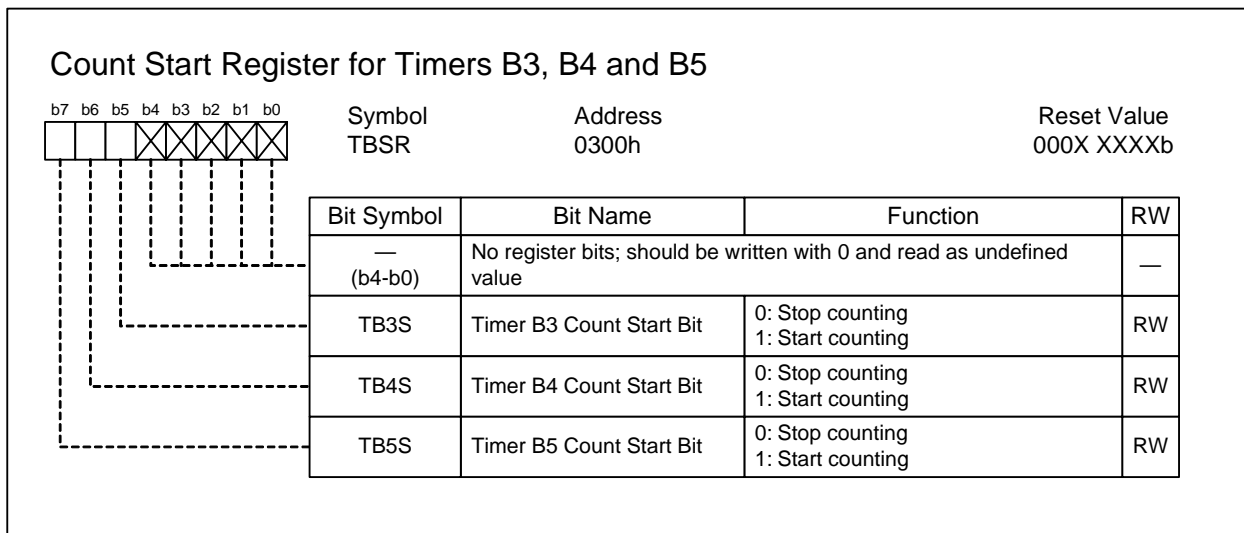 Count Start Register for Timers B3, B4 and B5
b7 b6 b5 b4 b3 b2 b1 b0
Symbol Address Reset Value
TBSR 0300h 000X XXXXb
Bit Symbol Bit Name Function RW
—
(b4-b0)
No register bits; should be written with 0 and read as undefined
value
—
TB3S Timer B3 Count Start Bit
0: Stop counting
1: Start counting
RW
TB4S Timer B4 Count Start Bit
0: Stop counting
1: Start counting
RW
TB5S Timer B5 Count Start Bit
0: Stop counting
1: Start counting
RW